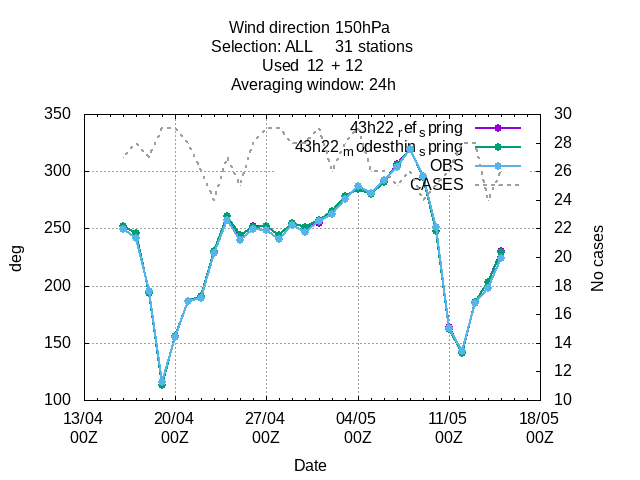 Wind direction 150hPa
Selection: ALL 31 stations
Used 12 + 12
Averaging window: 24h
350 30
43h22_ref_spring
28
43h22_modesthin_spring
300 OBS 26
CASES 24
250 22
deg No cases
20
200 18
16
150 14
12
100 10
13/04 20/04 27/04 04/05 11/05 18/05
00Z 00Z 00Z 00Z 00Z 00Z
Date